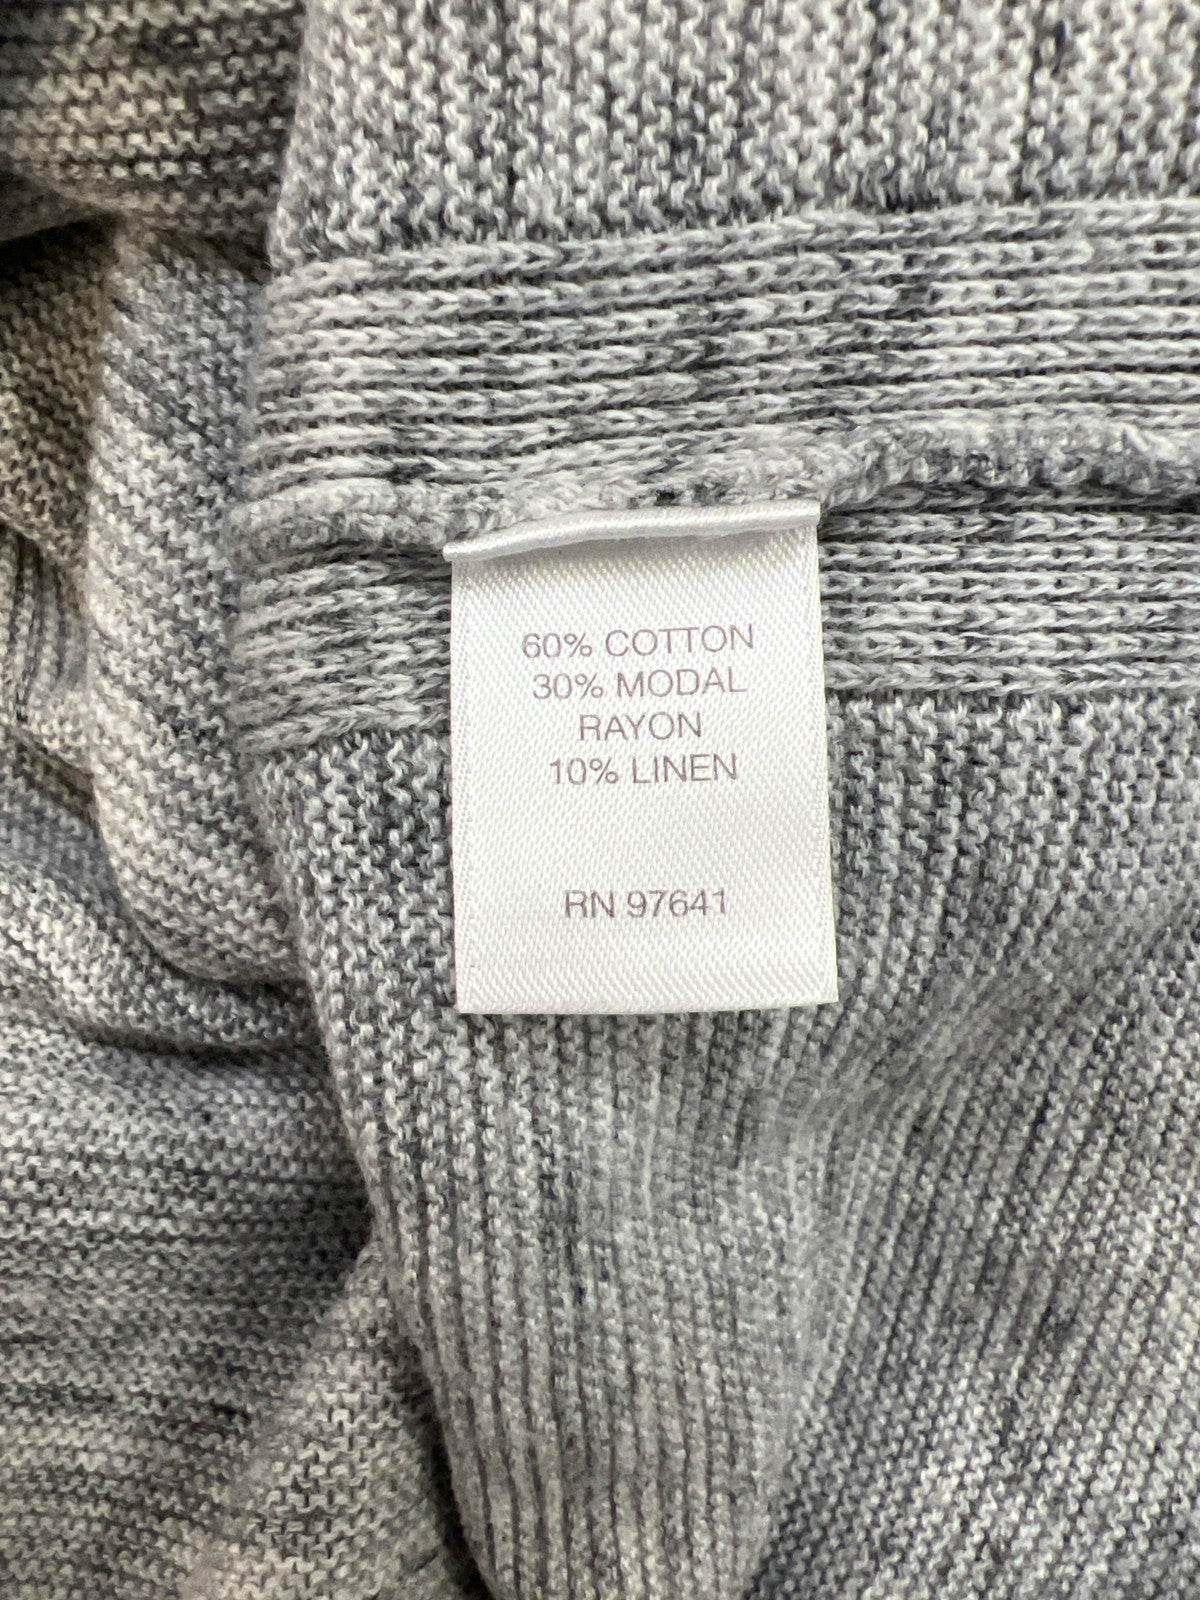 60% COTTON
30% MODAL
RAYON
10% LINEN
RN 97641